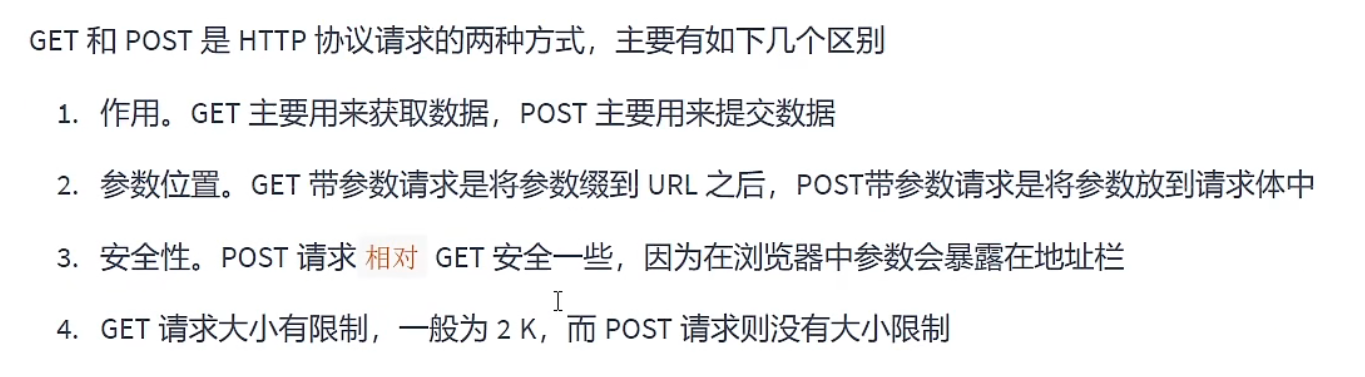 GET 和 POST 是 HTTP 协议请求的两种方式，主要有如下几个区别
1. 作用。GET 主要用来获取数据，POST 主要用来提交数据
2. 参数位置。GET 带参数请求是将参数缀到 URL 之后，POST带参数请求是将参数放到请求体中
3. 安全性。POST 请求 相对 GET 安全一些，因为在浏览器中参数会暴露在地址栏
4. GET 请求大小有限制，一般为 2 K，而 POST 请求则没有大小限制